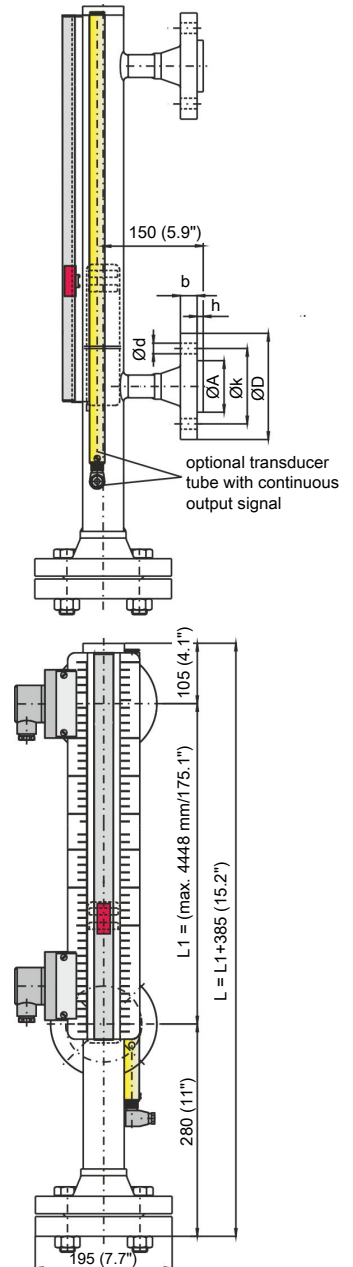 150 (5.9")
b
h
Ød
ØA
Øk
ØD
optional transducer
tube with continuous
output signal
105 (4.1")
L1 = (max. 4448 mm/175.1")
L = L1+385 (15.2")
280 (11")
195 (7.7")